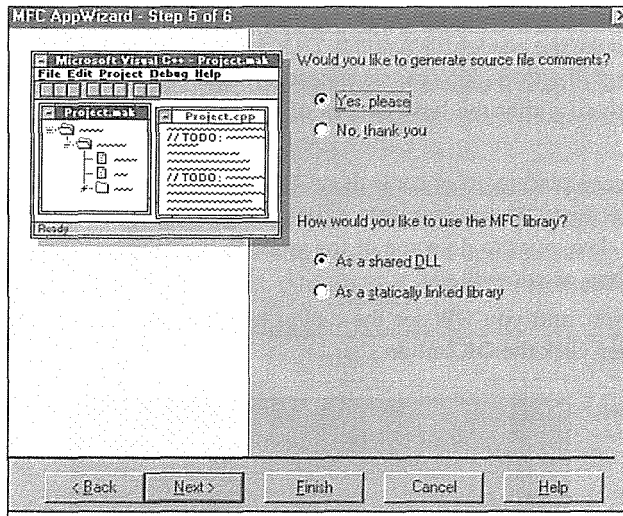 MFC AppWizard - Step 5 of 6
Microsoft Visual C++ - Project.mak
File Edit Project Debug Help
Project.mak
Project.cpp
//TODO:
//TODO:
Ready
Would you like to generate source file comments?
Yes, please
No, thank you
How would you like to use the MFC library?
As a shared DLL
As a statically linked library
< Back
Next >
Finish
Cancel
Help